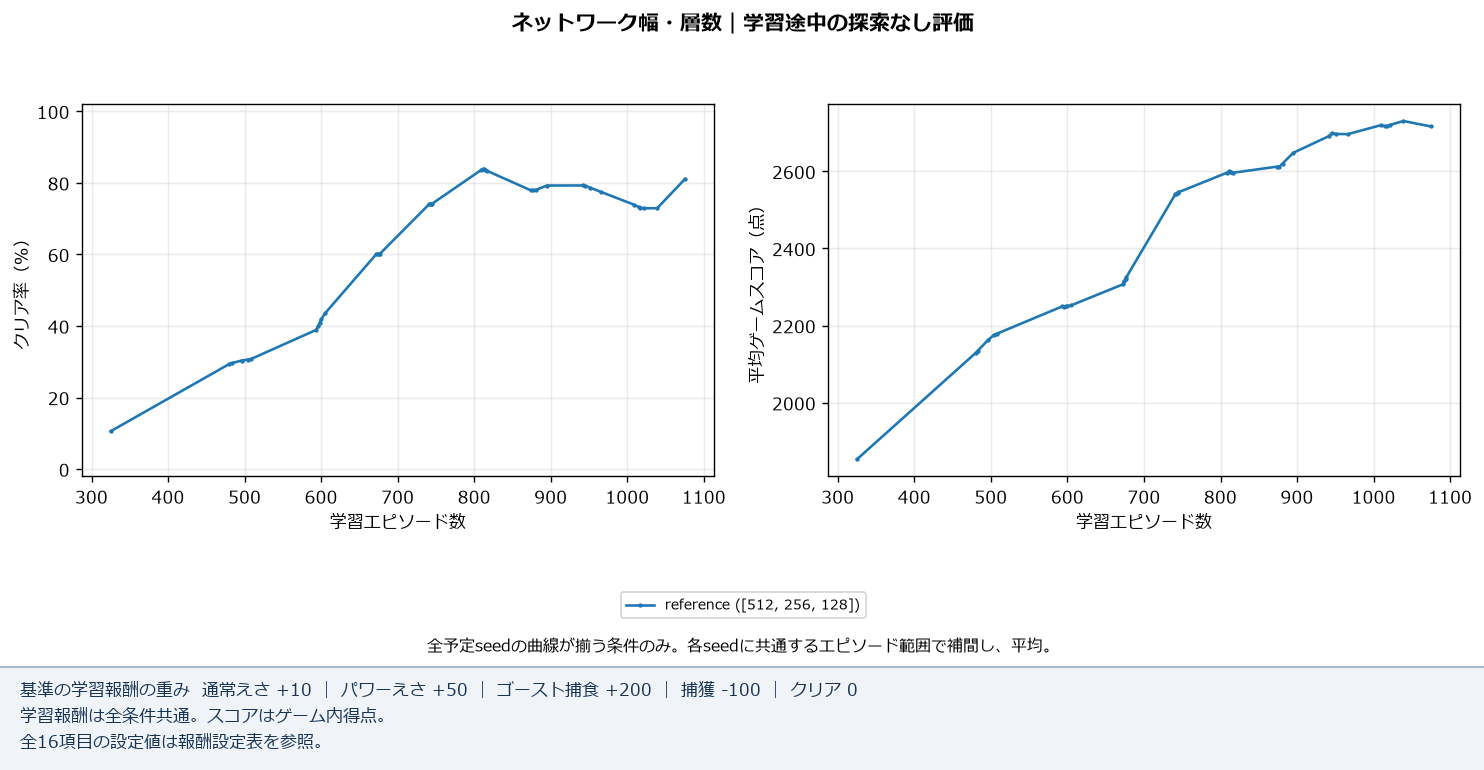 ネットワーク幅・層数｜学習途中の探索なし評価
クリア率（%）
100
80
60
40
20
0
300 400 500 600 700 800 900 1000 1100
学習エピソード数
平均ゲームスコア（点）
2600
2400
2200
2000
300 400 500 600 700 800 900 1000 1100
学習エピソード数
reference ([512, 256, 128])
全予定seedの曲線が揃う条件のみ。各seedに共通するエピソード範囲で補間し、平均。
基準の学習報酬の重み 通常えさ +10 ｜ パワーえさ +50 ｜ ゴースト捕食 +200 ｜ 捕獲 -100 ｜ クリア 0
学習報酬は全条件共通。スコアはゲーム内得点。
全16項目の設定値は報酬設定表を参照。